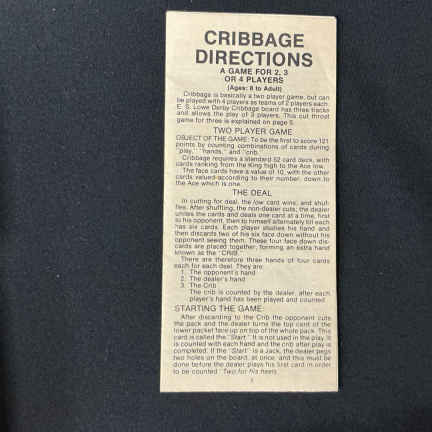 CRIBBAGE
DIRECTIONS
A GAME FOR 2, 3
OR 4 PLAYERS
(Ages: 8 to Adult)
Cribbage is basically a two player game, but can
be played with 4 players as teams of 2 players each.
E. S. Lowe Derby Cribbage board has three tracks
and allows the play of 3 players. This cut throat
game for three is explained on page 5.
TWO PLAYER GAME
OBJECT OF THE GAME: To be the first to score 121
points by counting combinations of cards during
"play," "hands," and "crib."
Cribbage requires a standard 52 card deck, with
cards ranking from the King high to the Ace low.
The face cards have a value of 10, with the other
cards valued according to their number, down to
the Ace which is one.
THE DEAL
In cutting for deal, the low card wins, and shuf-
fles. After shuffling, the non-dealer cuts; the dealer
unites the cards and deals one card at a time, first
to his opponent, then to himself alternately till each
has six cards. Each player studies his hand and
then discards two of his six face down without his
opponent seeing them. These four face down dis-
cards are placed together, forming an extra hand
known as the "CRIB".
There are therefore three hands of four cards
each for each deal. They are:
1. The opponent's hand
2. The dealer's hand
3. The Crib
The crib is counted by the dealer, after each
player's hand has been played and counted.
STARTING THE GAME:
After discarding to the Crib the opponent cuts
the pack and the dealer turns the top card of the
lower packet face up on top of the whole pack. This
card is called the "Start." It is not used in the play. It
is counted with each hand and the crib after play is
completed. If the "Start" is a Jack, the dealer pegs
two holes on the board, at once, and this must be
done before the dealer plays his first card in order
to be counted "Two for his heels."